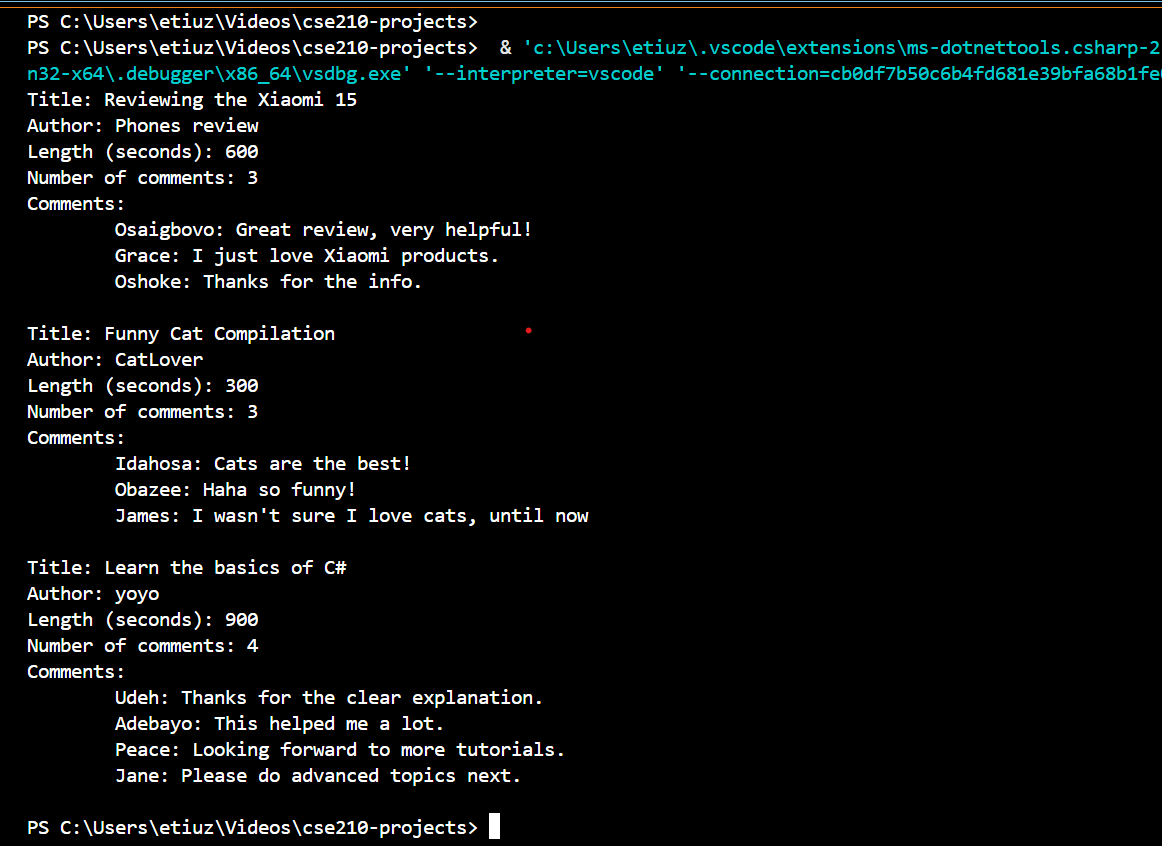 PS C:\Users\etiuz\Videos\cse210-projects>
PS C:\Users\etiuz\Videos\cse210-projects>  & 'c:\Users\etiuz\.vscode\extensions\ms-dotnettools.csharp-2
n32-x64\.debugger\x86_64\vsdbg.exe' '--interpreter=vscode' '--connection=cb0df7b50c6b4fd681e39bfa68b1fe
Title: Reviewing the Xiaomi 15
Author: Phones review
Length (seconds): 600
Number of comments: 3
Comments:
        Osaigbovo: Great review, very helpful!
        Grace: I just love Xiaomi products.
        Oshoke: Thanks for the info.

Title: Funny Cat Compilation
Author: CatLover
Length (seconds): 300
Number of comments: 3
Comments:
        Idahosa: Cats are the best!
        Obazee: Haha so funny!
        James: I wasn't sure I love cats, until now

Title: Learn the basics of C#
Author: yoyo
Length (seconds): 900
Number of comments: 4
Comments:
        Udeh: Thanks for the clear explanation.
        Adebayo: This helped me a lot.
        Peace: Looking forward to more tutorials.
        Jane: Please do advanced topics next.

PS C:\Users\etiuz\Videos\cse210-projects>